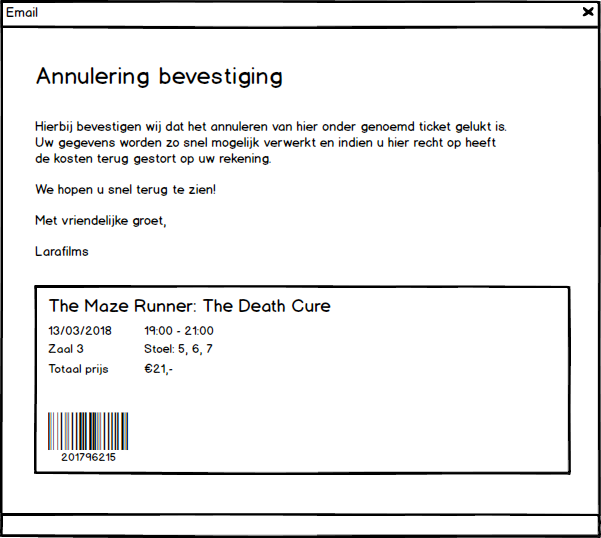 Email
Annulering bevestiging
Hierbij bevestigen wij dat het annuleren van hier onder genoemd ticket gelukt is.
Uw gegevens worden zo snel mogelijk verwerkt en indien u hier recht op heeft
de kosten terug gestort op uw rekening.
We hopen u snel terug te zien!
Met vriendelijke groet,
Larafilms
The Maze Runner: The Death Cure
13/03/2018 19:00 - 21:00
Zaal 3 Stoel: 5, 6, 7
Totaal prijs €21,-
201796215